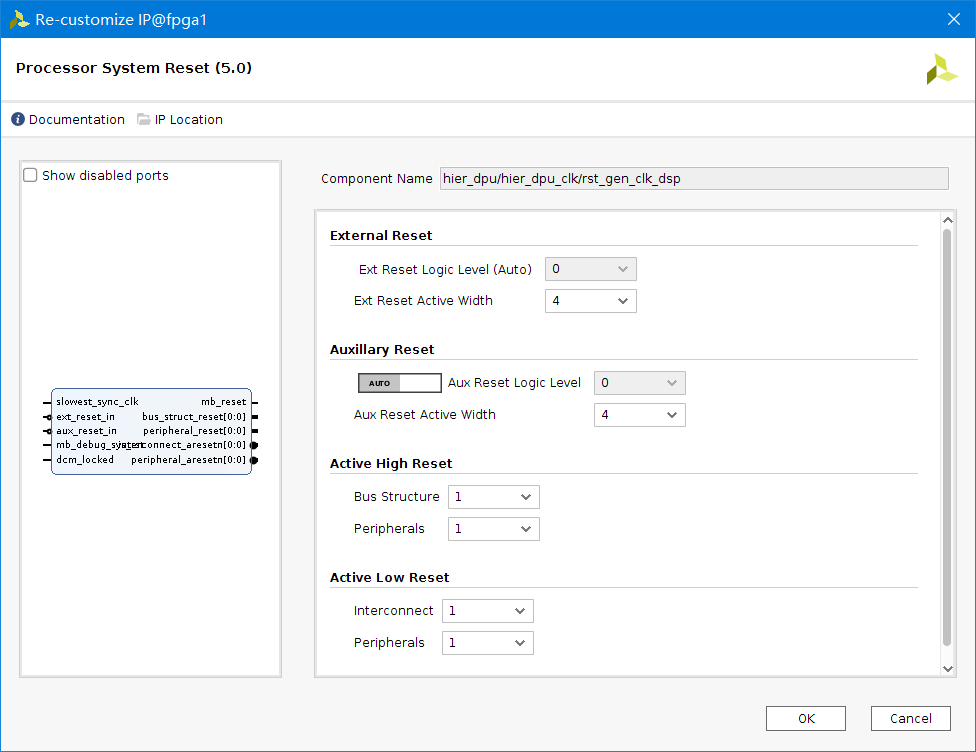 Re-customize IP@fpga1
Processor System Reset (5.0)
Documentation IP Location
Show disabled ports
slowest_sync_clk mb_reset
ext_reset_in bus_struct_reset[0:0]
aux_reset_in peripheral_reset[0:0]
mb_debug_sys_rst interconnect_aresetn[0:0]
dcm_locked peripheral_aresetn[0:0]
Component Name hier_dpu/hier_dpu_clk/rst_gen_clk_dsp
External Reset
Ext Reset Logic Level (Auto) 0
Ext Reset Active Width 4
Auxillary Reset
AUTO Aux Reset Logic Level 0
Aux Reset Active Width 4
Active High Reset
Bus Structure 1
Peripherals 1
Active Low Reset
Interconnect 1
Peripherals 1
OK Cancel